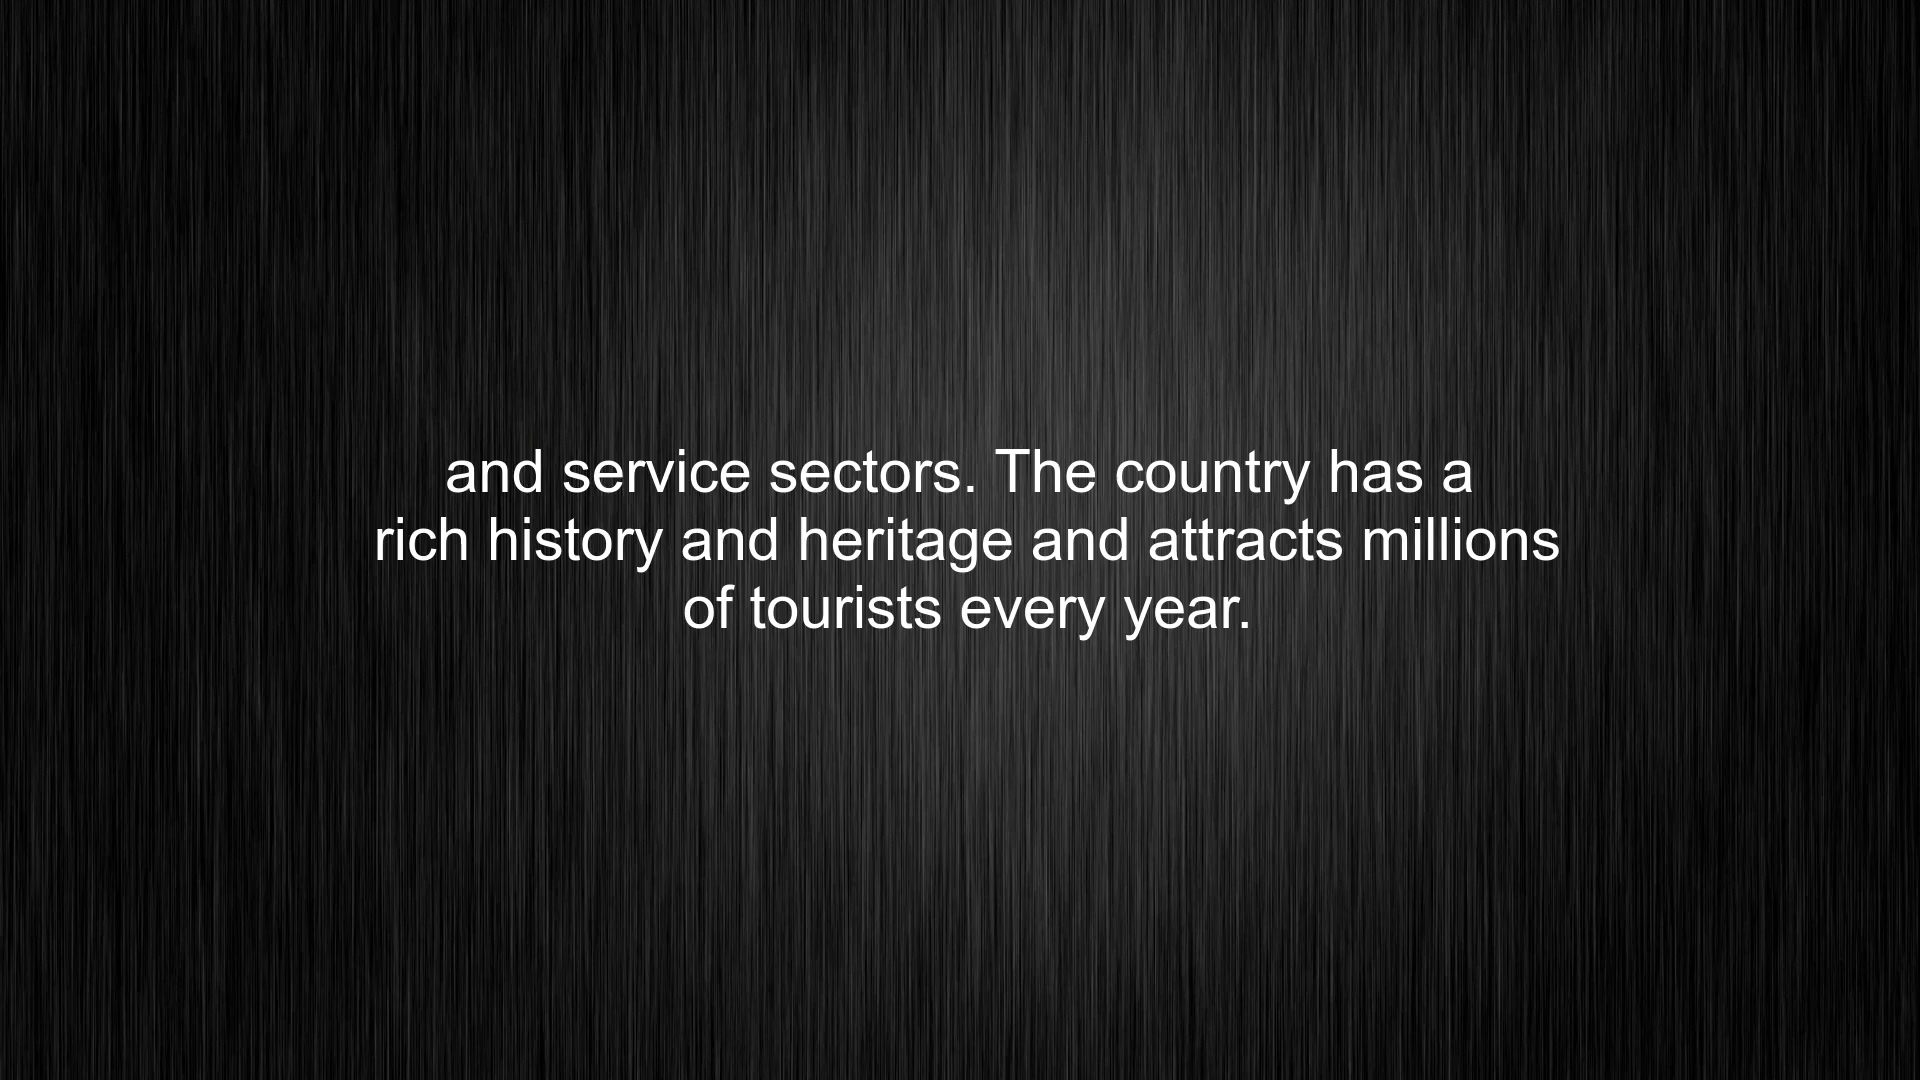 and service sectors. The country has a
rich history and heritage and attracts millions
of tourists every year.